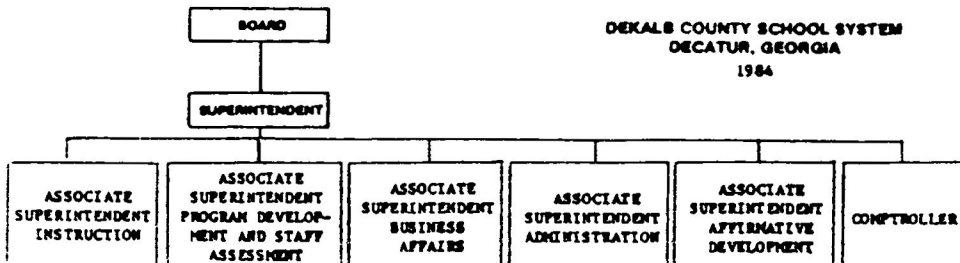 BOARD
DEKALB COUNTY SCHOOL SYSTEM
DECATUR, GEORGIA
1984
SUPERINTENDENT
ASSOCIATE
SUPERINTENDENT
INSTRUCTION
ASSOCIATE
SUPERINTENDENT
PROGRAM DEVELOP-
MENT AND STAFF
ASSESSMENT
ASSOCIATE
SUPERINTENDENT
BUSINESS
AFFAIRS
ASSOCIATE
SUPERINTENDENT
ADMINISTRATION
ASSOCIATE
SUPERINTENDENT
AFFIRMATIVE
DEVELOPMENT
COMPTROLLER